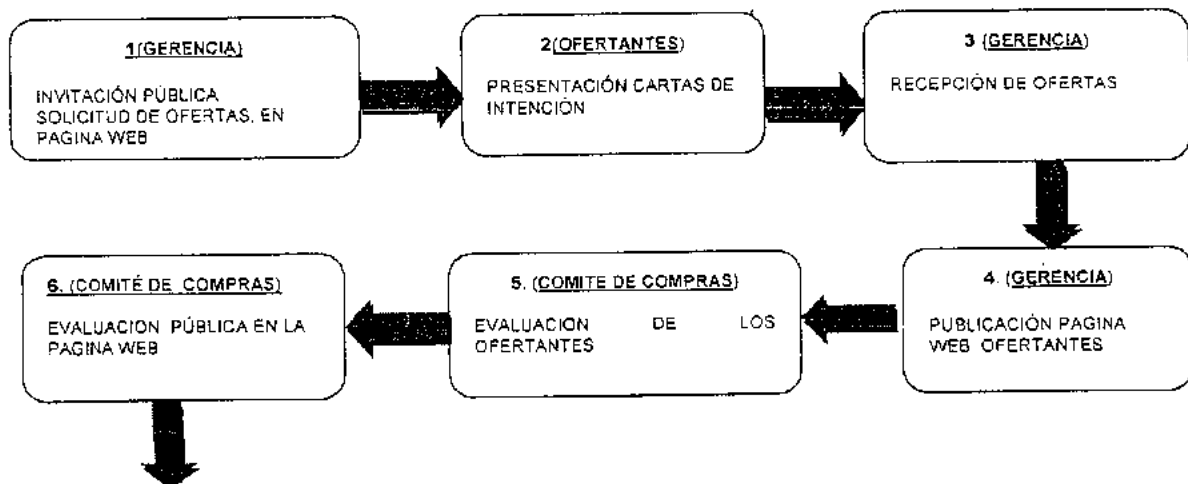 1(GERENCIA)
INVITACIÓN PÚBLICA
SOLICITUD DE OFERTAS, EN
PAGINA WEB
2(OFERTANTES)
PRESENTACIÓN CARTAS DE
INTENCIÓN
3 (GERENCIA)
RECEPCIÓN DE OFERTAS
4. (GERENCIA)
PUBLICACIÓN PAGINA
WEB OFERTANTES
5. (COMITE DE COMPRAS)
EVALUACION DE LOS
OFERTANTES
6. (COMITÉ DE COMPRAS)
EVALUACION PÚBLICA EN LA
PAGINA WEB